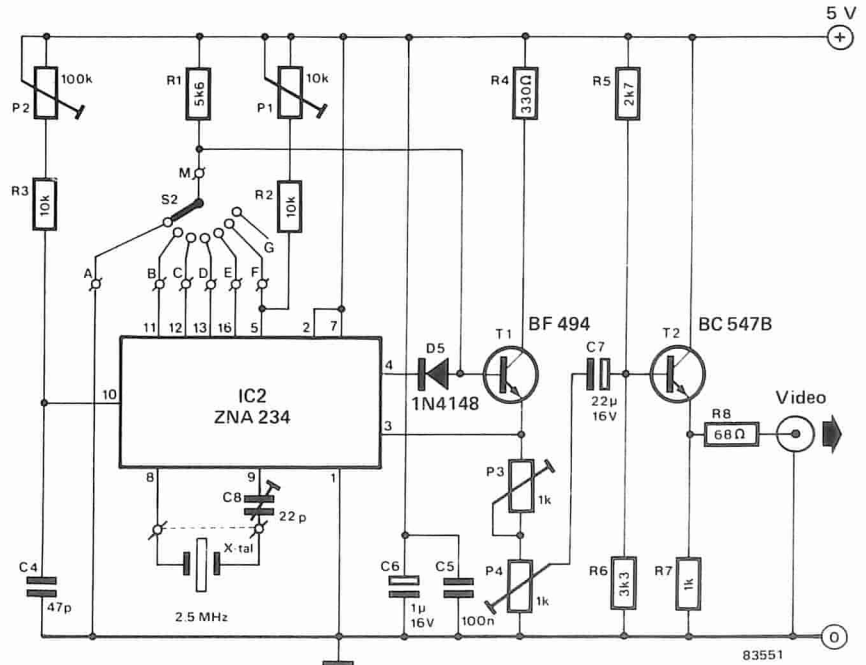 5 V
+
100k
P2
R1
5k6
10k
P1
R4
330Ω
R5
2k7
M
R3
10k
S2
R2
10k
G
A
B
C
D
E
F
11
12
13
16
5
2
7
T1
BF 494
T2
BC 547B
D5
C7
4
1N4148
22µ
16V
10
IC2
ZNA 234
Video
R8
68Ω
3
8
9
1
C8
22p
P3
1k
X-tal
C4
47p
C6
1µ
16V
C5
100n
P4
1k
R6
3k3
R7
1k
2.5 MHz
0
83551